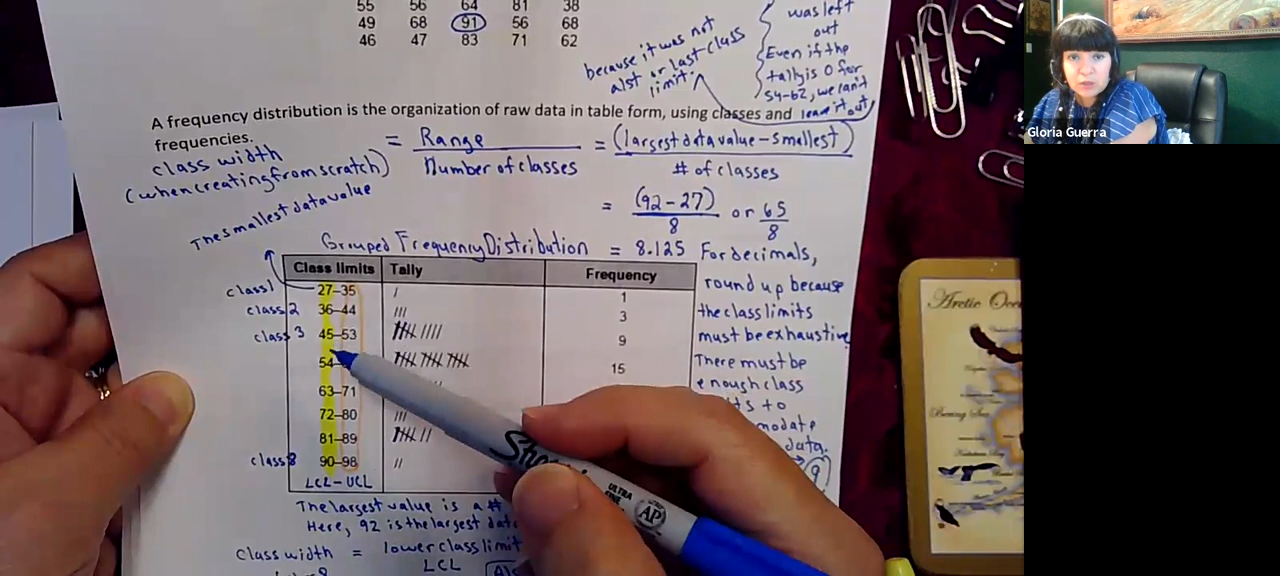 55 56 64 81 38
49 68 91 56 68
46 47 83 71 62
because it was not
a 1st or last class
limit.
was left
out
Even if the
tally is 0 for
54-62, we can't
leave it out
Gloria Guerra
A frequency distribution is the organization of raw data in table form, using classes and
frequencies.
class width
(when creating from scratch)
= Range / Number of classes = (largest data value - smallest) / # of classes
= (92-27) / 8 or 65 / 8
The smallest data value
Grouped Frequency Distribution = 8.125 For decimals,
round up because
the class limits
must be exhaustive
There must be
enough class
data.
9
Class limits Tally Frequency
class 1 27–35 / 1
class 2 36–44 /// 3
class 3 45–53 9
54– 15
63–71
72–80 ///
81–89
class 8 90–98 //
LCL - UCL
The largest value is a #
Here, 92 is the largest
Class width = lower class limit
LCL
Sharpie
ULTRA
FINE
AP
Arctic
Bering Sea